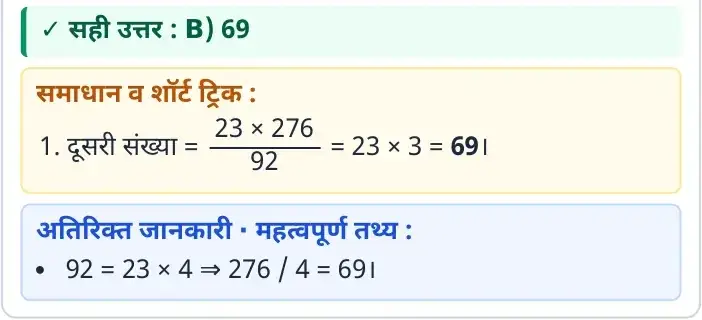 ✓ सही उत्तर : B) 69
समाधान व शॉर्ट ट्रिक :
1. दूसरी संख्या = 23 × 276 / 92 = 23 × 3 = 69।
अतिरिक्त जानकारी · महत्वपूर्ण तथ्य :
• 92 = 23 × 4 ⇒ 276 / 4 = 69।